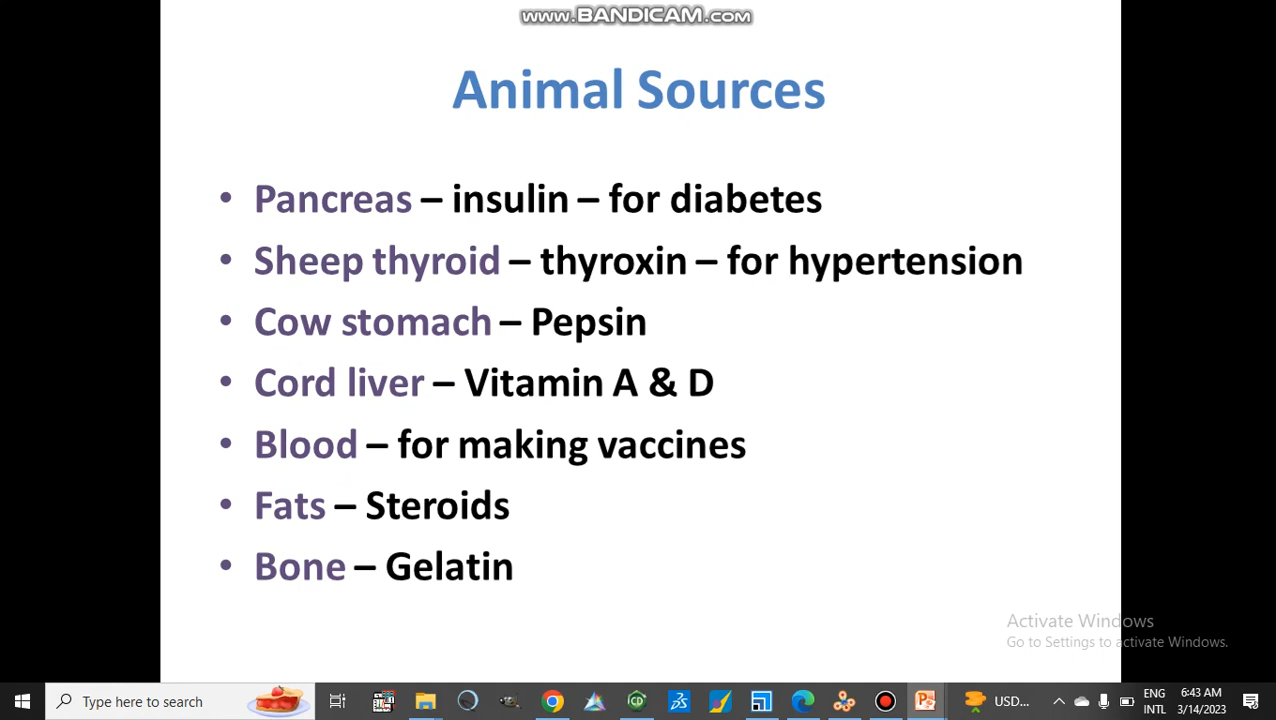 www.BANDICAM.com
Animal Sources
• Pancreas – insulin – for diabetes
• Sheep thyroid – thyroxin – for hypertension
• Cow stomach – Pepsin
• Cord liver – Vitamin A & D
• Blood – for making vaccines
• Fats – Steroids
• Bone – Gelatin
Activate Windows
Go to Settings to activate Windows.
Type here to search
CD
USD...
ENG
INTL
6:43 AM
3/14/2023